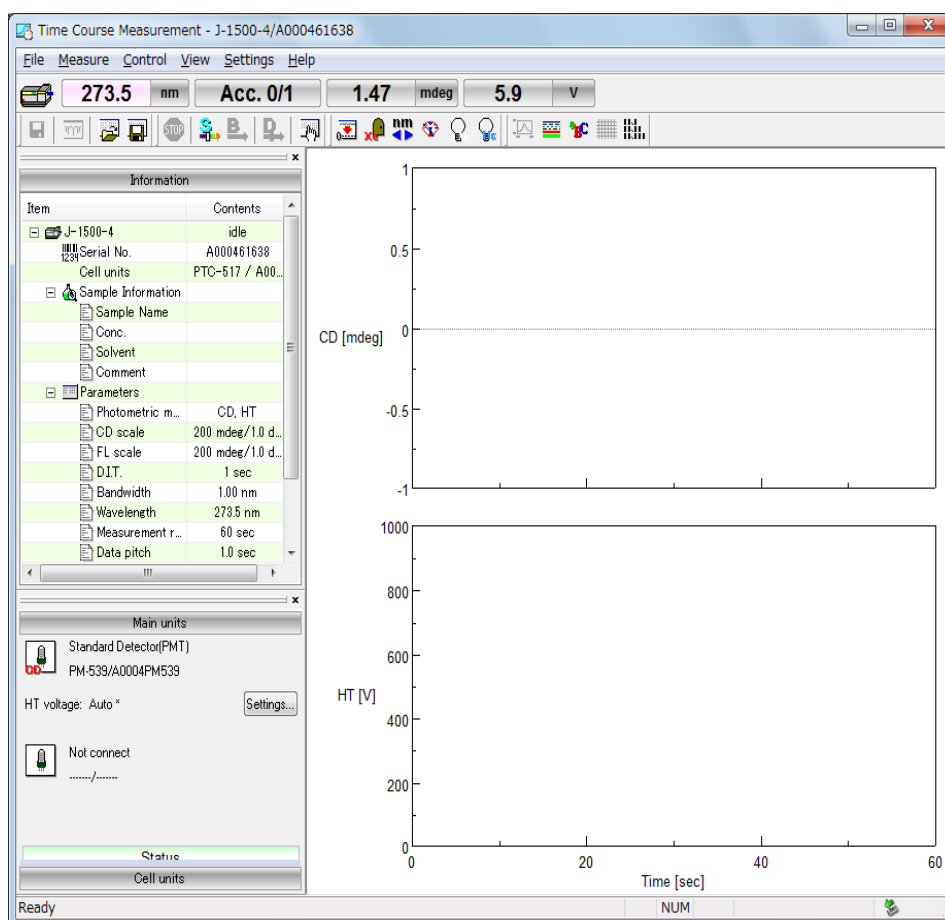 Time Course Measurement - J-1500-4/A000461638
File Measure Control View Settings Help
273.5 nm Acc. 0/1 1.47 mdeg 5.9 V
STOP S B D nm
Information
Item Contents
J-1500-4 idle
Serial No. A000461638
Cell units PTC-517 / A00...
Sample Information
Sample Name
Conc.
Solvent
Comment
Parameters
Photometric m... CD, HT
CD scale 200 mdeg/1.0 d...
FL scale 200 mdeg/1.0 d...
D.I.T. 1 sec
Bandwidth 1.00 nm
Wavelength 273.5 nm
Measurement r... 60 sec
Data pitch 1.0 sec
Main units
Standard Detector(PMT)
CD
PM-539/A0004PM539
HT voltage: Auto * Settings...
Not connect
-------/-------
Status
Cell units
Ready NUM
1
0.5
CD [mdeg] 0
-0.5
-1
1000
800
600
HT [V]
400
200
0
0 20 40 60
Time [sec]